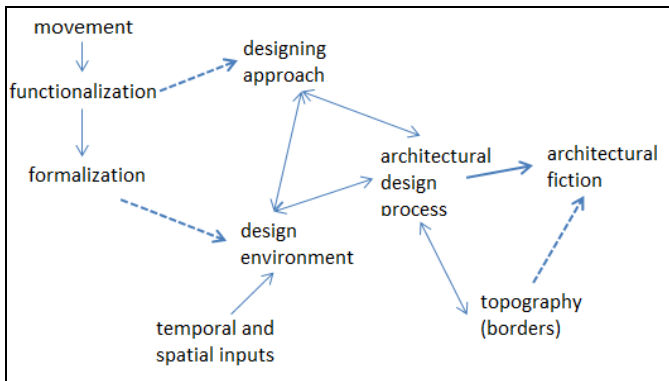 movement
functionalization
formalization
designing
approach
architectural
design
process
architectural
fiction
design
environment
topography
(borders)
temporal and
spatial inputs